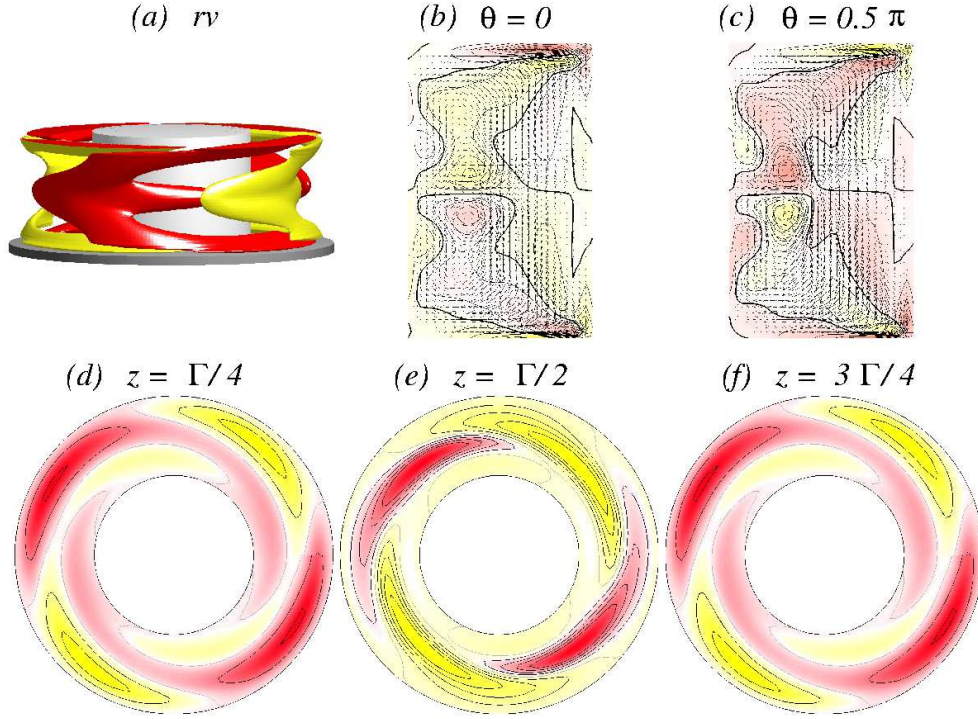 (a) rv
(b) θ = 0
(c) θ = 0.5 π
(d) z = Γ/4
(e) z = Γ/2
(f) z = 3 Γ/4